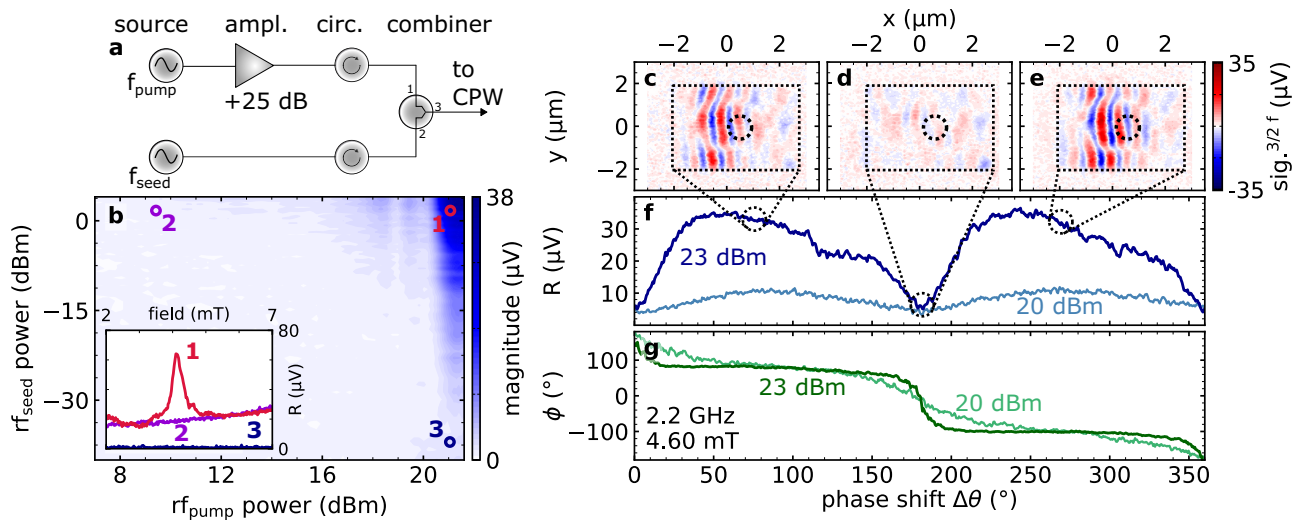 source ampl. circ. combiner
a
f_pump
+25 dB
1
3
2
to
CPW
f_seed
b
2
1
3
0
−15
−30
rf_seed power (dBm)
8 12 16 20
rf_pump power (dBm)
2 field (mT) 7
80
0
R (µV)
1
2
3
38
0
magnitude (µV)
x (µm)
−2 0 2 −2 0 2 −2 0 2
c
d
e
2
0
−2
y (µm)
35
−35
sig. 3/2 f (µV)
f
30
20
10
R (µV)
23 dBm
20 dBm
g
100
0
−100
ϕ (°)
23 dBm
20 dBm
2.2 GHz
4.60 mT
0 50 100 150 200 250 300 350
phase shift Δθ (°)